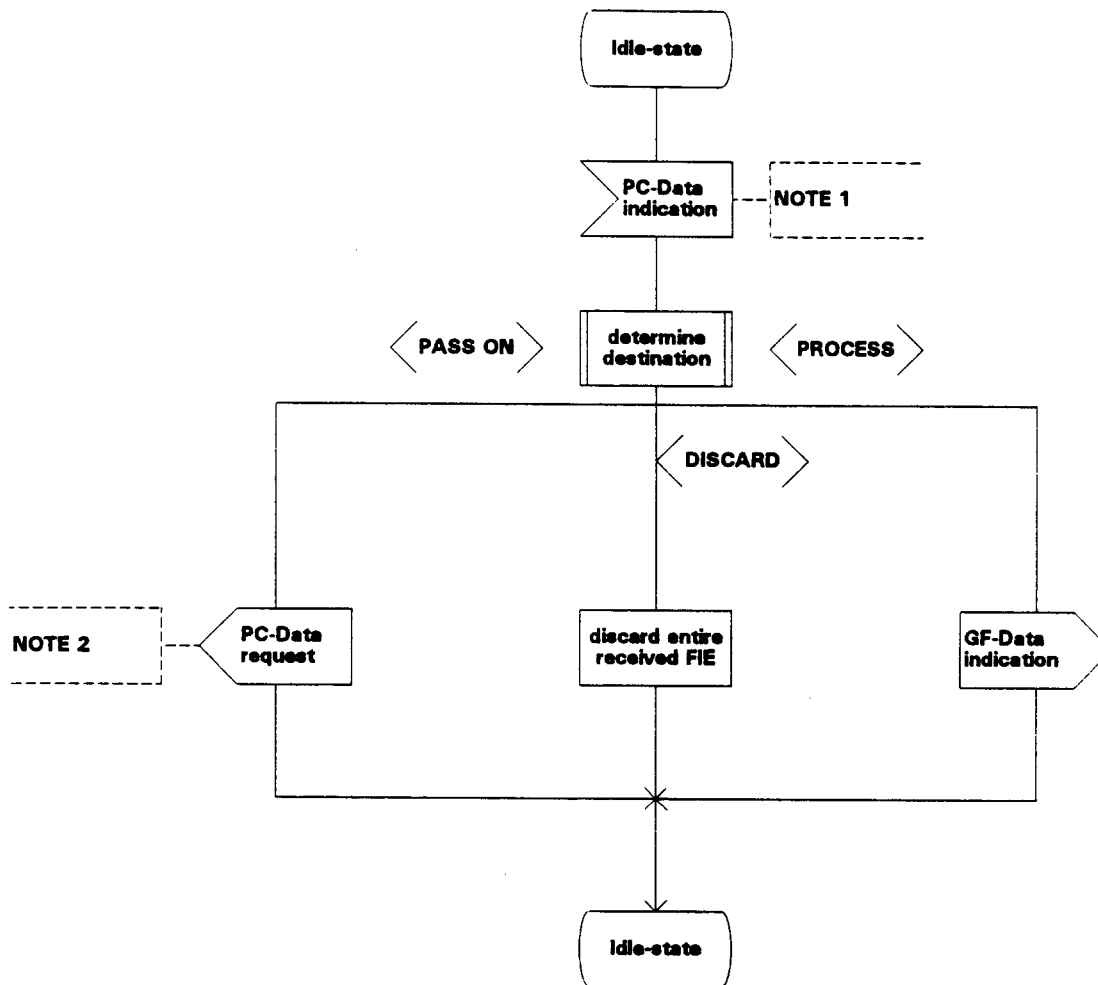 Idle-state
PC-Data
indication
NOTE 1
PASS ON
determine
destination
PROCESS
DISCARD
NOTE 2
PC-Data
request
discard entire
received FIE
GF-Data
indication
Idle-state